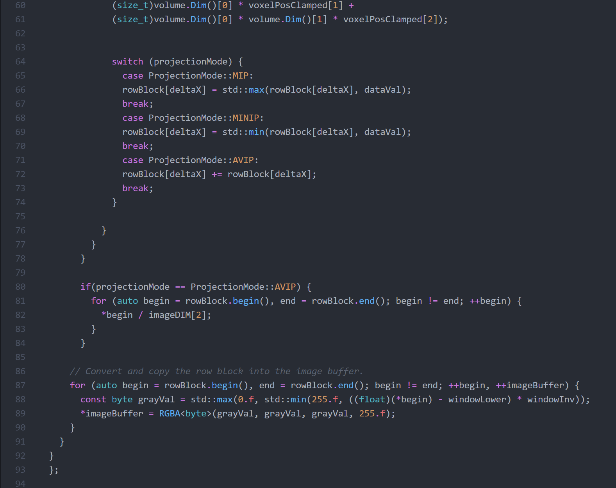 60 (size_t)volume.Dim()[0] * voxelPosClamped[1] +
61 (size_t)volume.Dim()[0] * volume.Dim()[1] * voxelPosClamped[2]);
62
63
64 switch (projectionMode) {
65 case ProjectionMode::MIP:
66 rowBlock[deltaX] = std::max(rowBlock[deltaX], dataVal);
67 break;
68 case ProjectionMode::MINIP:
69 rowBlock[deltaX] = std::min(rowBlock[deltaX], dataVal);
70 break;
71 case ProjectionMode::AVIP:
72 rowBlock[deltaX] += rowBlock[deltaX];
73 break;
74 }
75
76 }
77 }
78 }
79
80 if(projectionMode == ProjectionMode::AVIP) {
81 for (auto begin = rowBlock.begin(), end = rowBlock.end(); begin != end; ++begin) {
82 *begin / imageDIM[2];
83 }
84 }
85
86 // Convert and copy the row block into the image buffer.
87 for (auto begin = rowBlock.begin(), end = rowBlock.end(); begin != end; ++begin, ++imageBuffer) {
88 const byte grayVal = std::max(0.f, std::min(255.f, ((float)(*begin) - windowLower) * windowInv));
89 *imageBuffer = RGBA<byte>(grayVal, grayVal, grayVal, 255.f);
90 }
91 }
92 }
93 };
94